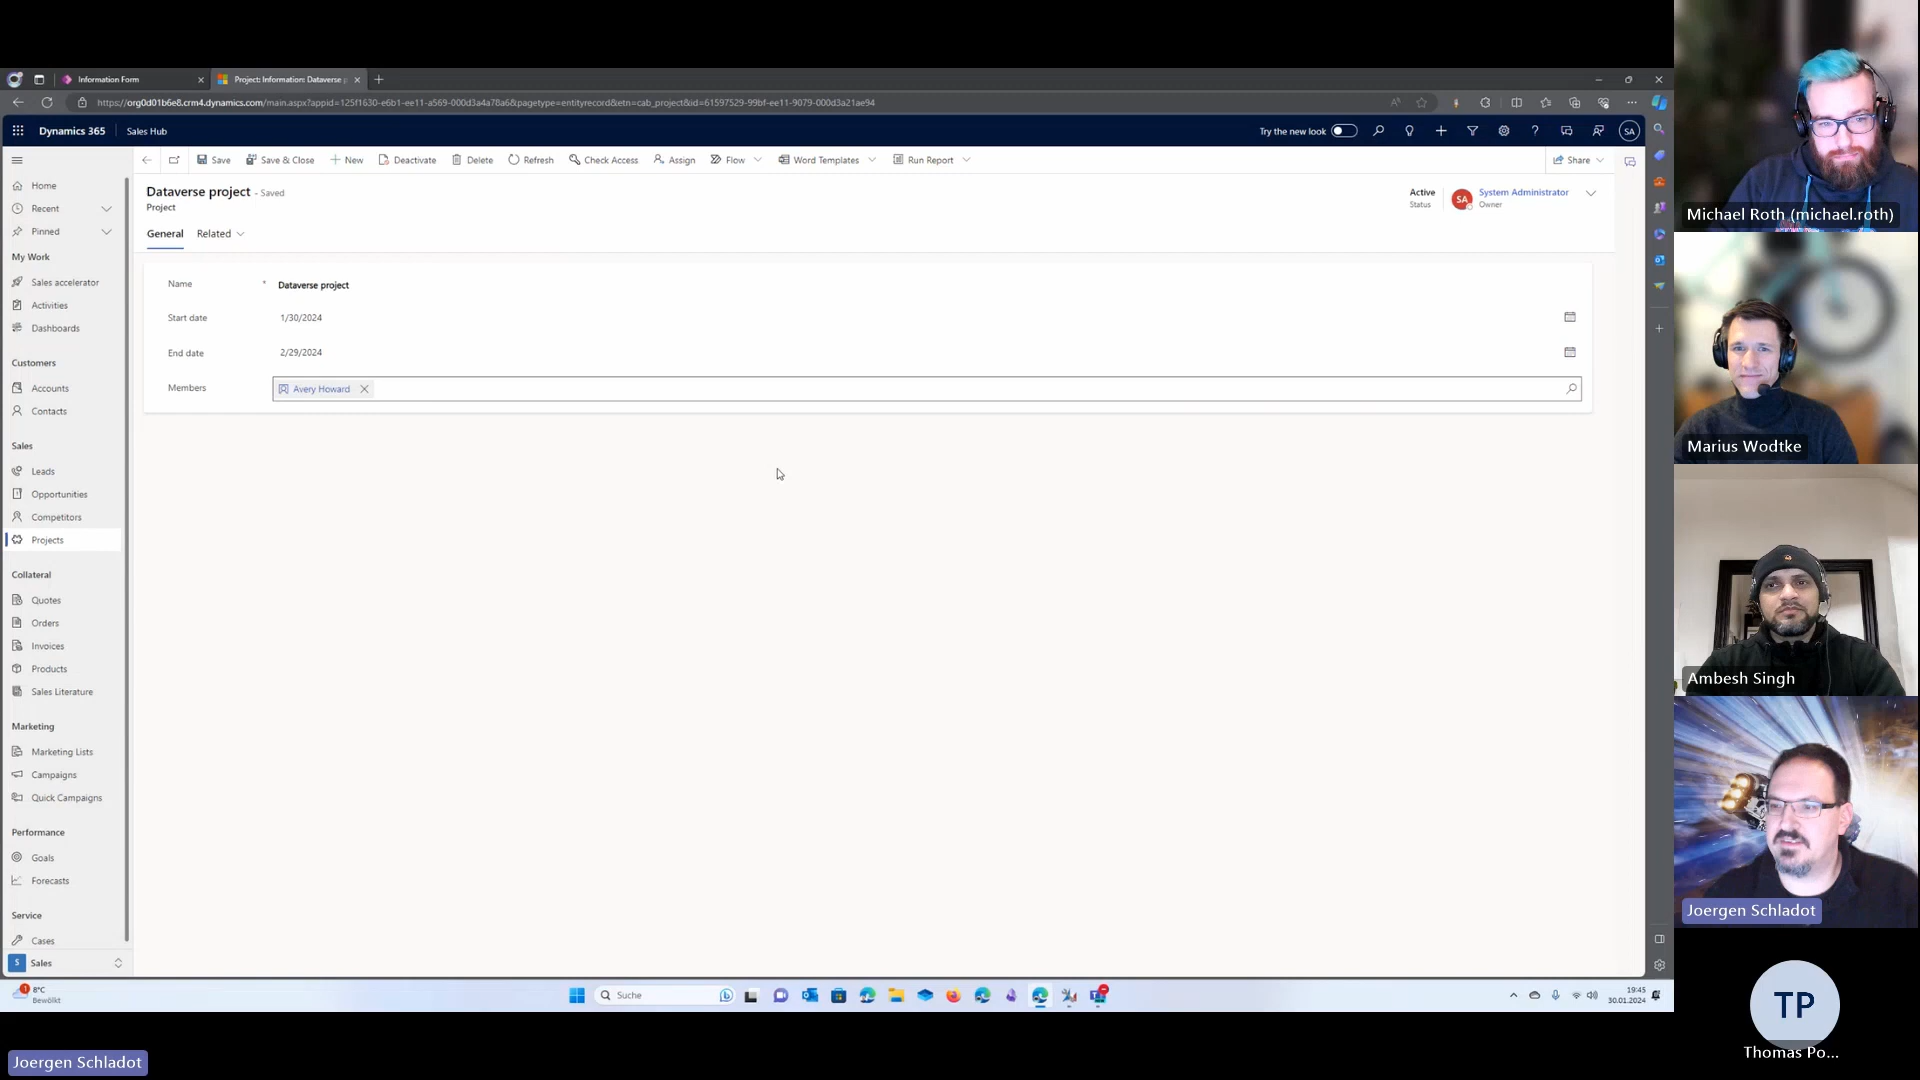 Information Form
Project: Information: Dataverse p
https://org0d01b6e8.crm4.dynamics.com/main.aspx?appid=125f1630-e6b1-ee11-a569-000d3a4a78a6&pagetype=entityrecord&etn=cab_project&id=61597529-99bf-ee11-9079-000d3a21ae94
Dynamics 365
Sales Hub
Try the new look
SA
Save
Save & Close
New
Deactivate
Delete
Refresh
Check Access
Assign
Flow
Word Templates
Run Report
Share
Home
Recent
Pinned
My Work
Sales accelerator
Activities
Dashboards
Customers
Accounts
Contacts
Sales
Leads
Opportunities
Competitors
Projects
Collateral
Quotes
Orders
Invoices
Products
Sales Literature
Marketing
Marketing Lists
Campaigns
Quick Campaigns
Performance
Goals
Forecasts
Service
Cases
S Sales
Dataverse project - Saved
Project
Active
Status
SA
System Administrator
Owner
General
Related
Name * Dataverse project
Start date 1/30/2024
End date 2/29/2024
Members Avery Howard
8°C
Bewölkt
Suche
19:45
30.01.2024
Michael Roth (michael.roth)
Marius Wodtke
Ambesh Singh
Joergen Schladot
TP
Thomas Po...
Joergen Schladot